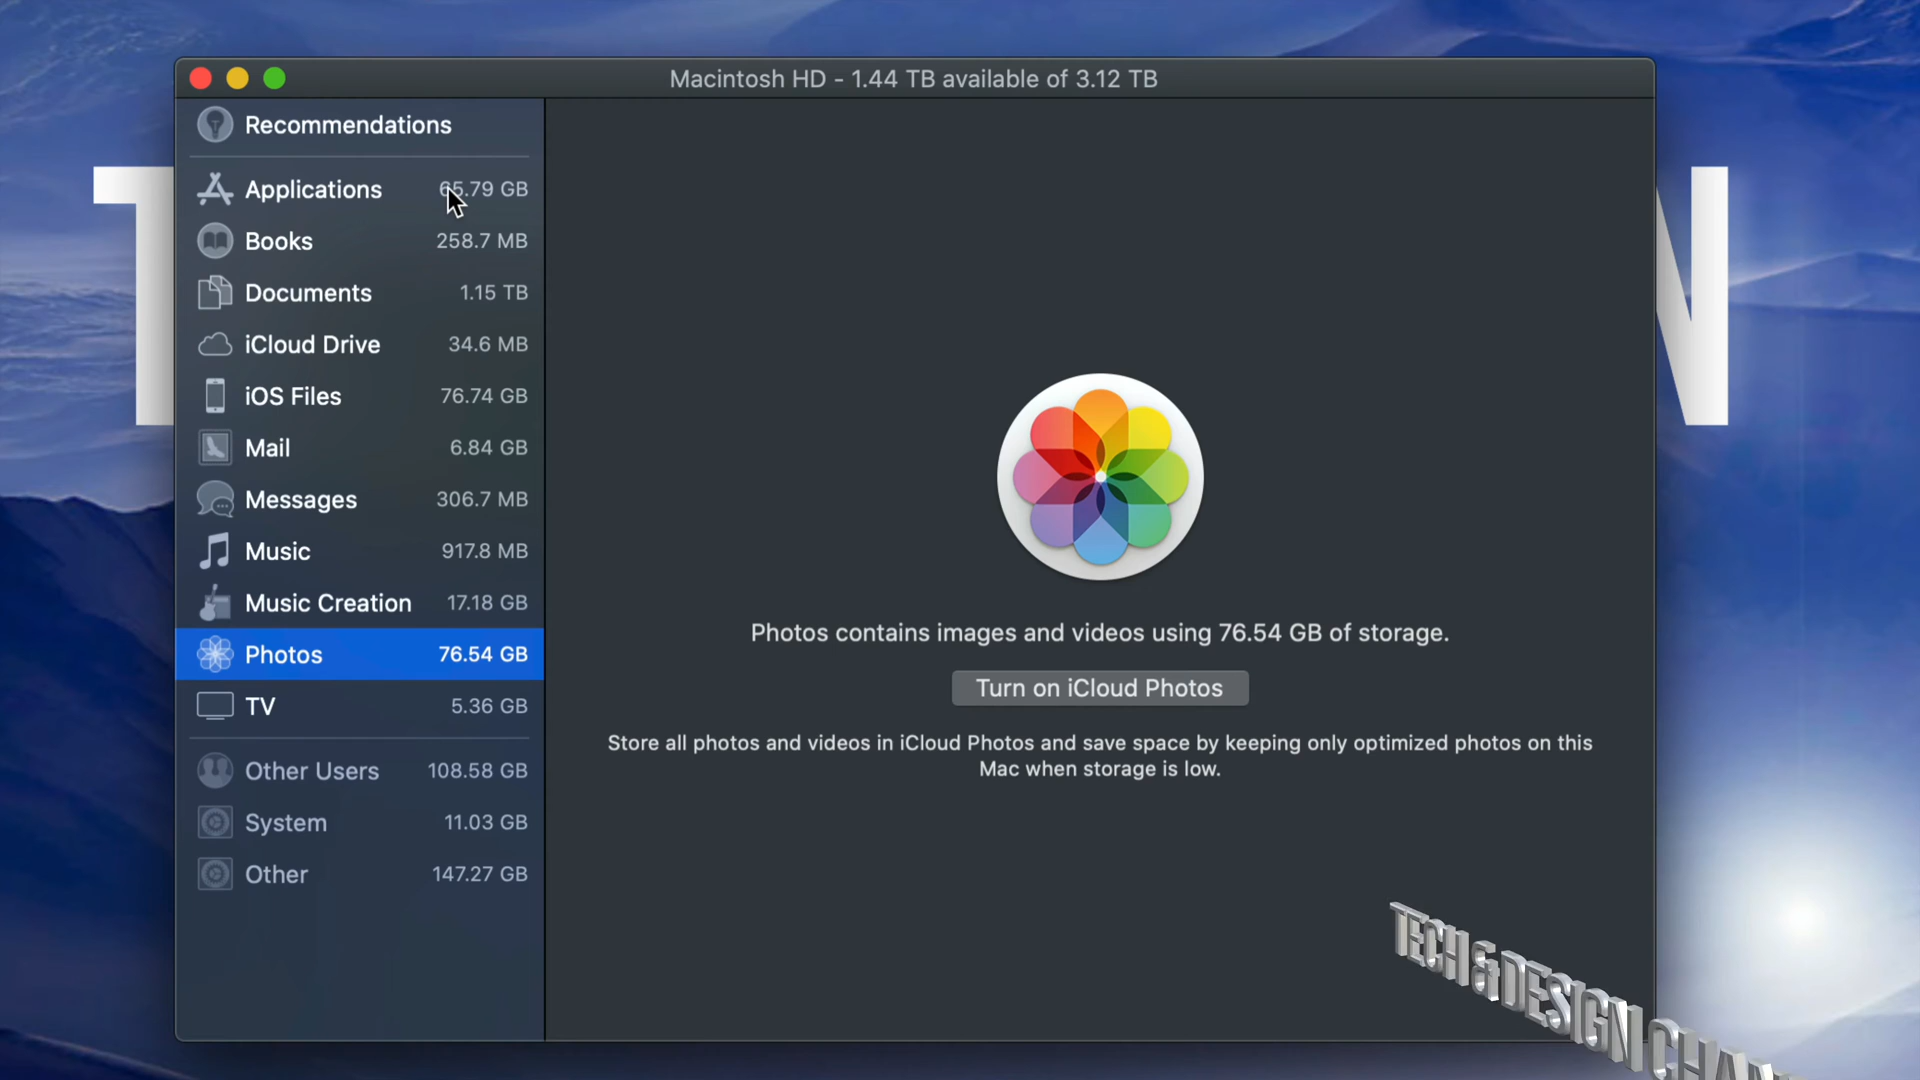 Macintosh HD - 1.44 TB available of 3.12 TB
Recommendations
Applications 65.79 GB
Books 258.7 MB
Documents 1.15 TB
iCloud Drive 34.6 MB
iOS Files 76.74 GB
Mail 6.84 GB
Messages 306.7 MB
Music 917.8 MB
Music Creation 17.18 GB
Photos 76.54 GB
TV 5.36 GB
Other Users 108.58 GB
System 11.03 GB
Other 147.27 GB
Photos contains images and videos using 76.54 GB of storage.
Turn on iCloud Photos
Store all photos and videos in iCloud Photos and save space by keeping only optimized photos on this
Mac when storage is low.
TECH & DESIGN